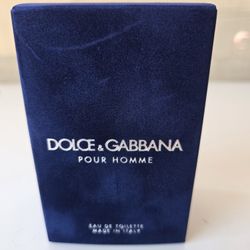 DOLCE & GABBANA
POUR HOMME
EAU DE TOILETTE
MADE IN ITALY